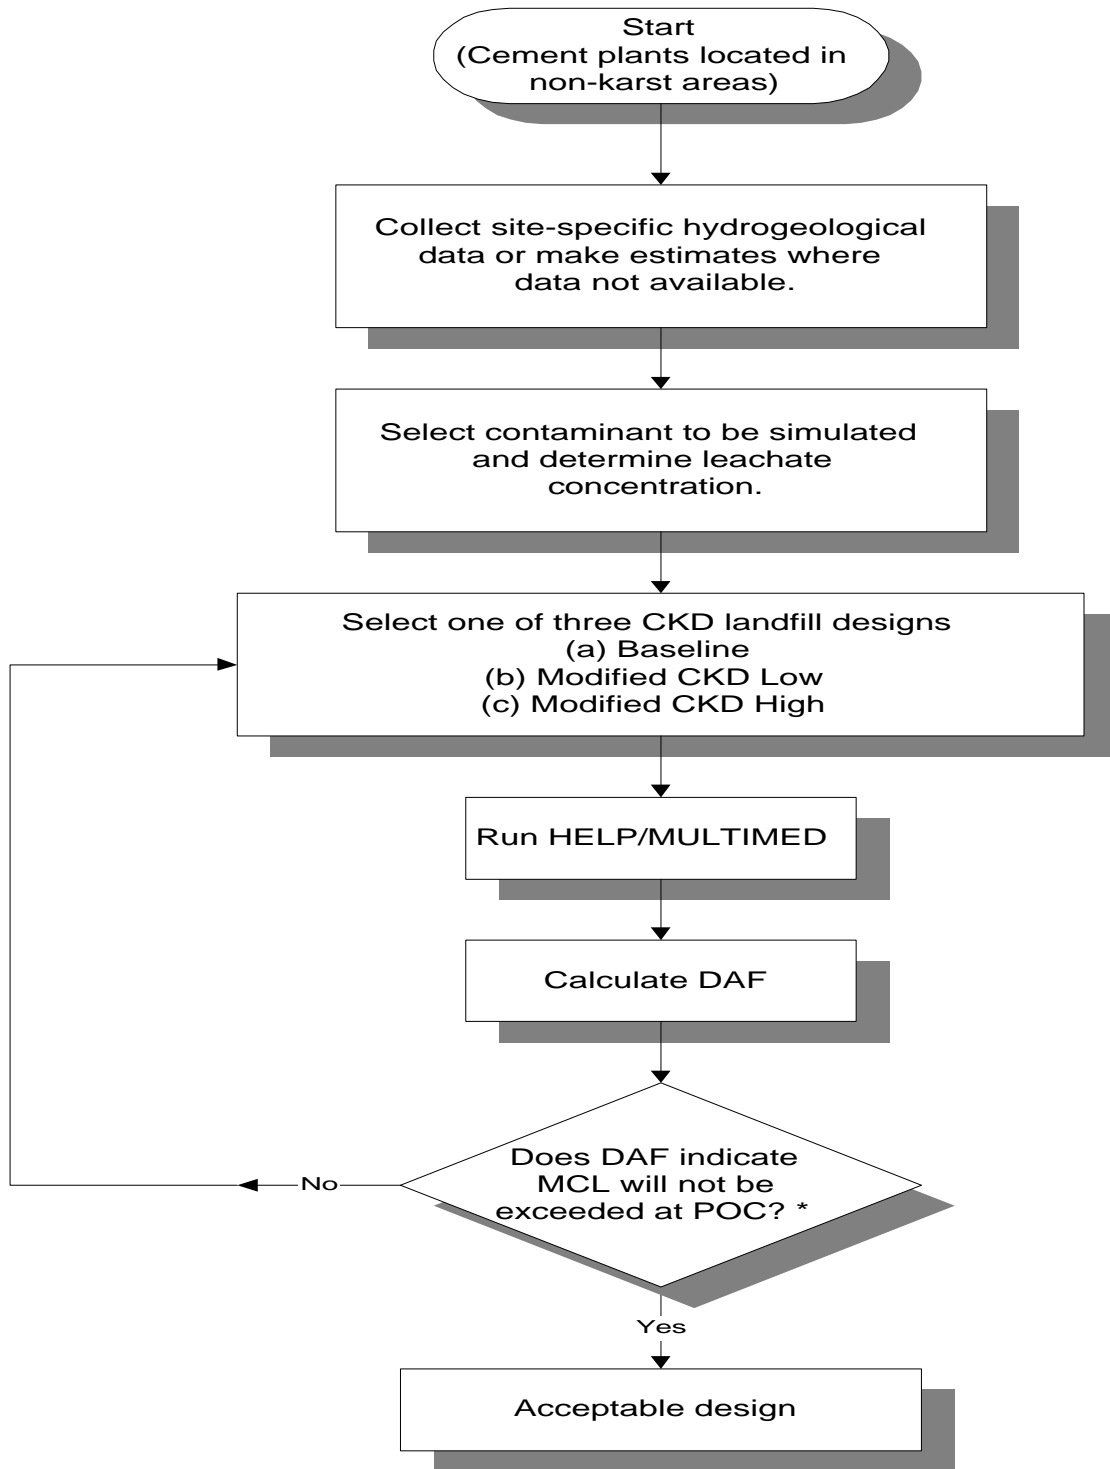 Start
(Cement plants located in
non-karst areas)
Collect site-specific hydrogeological
data or make estimates where
data not available.
Select contaminant to be simulated
and determine leachate
concentration.
Select one of three CKD landfill designs
(a) Baseline
(b) Modified CKD Low
(c) Modified CKD High
Run HELP/MULTIMED
Calculate DAF
Does DAF indicate
MCL will not be
exceeded at POC? *
No
Yes
Acceptable design